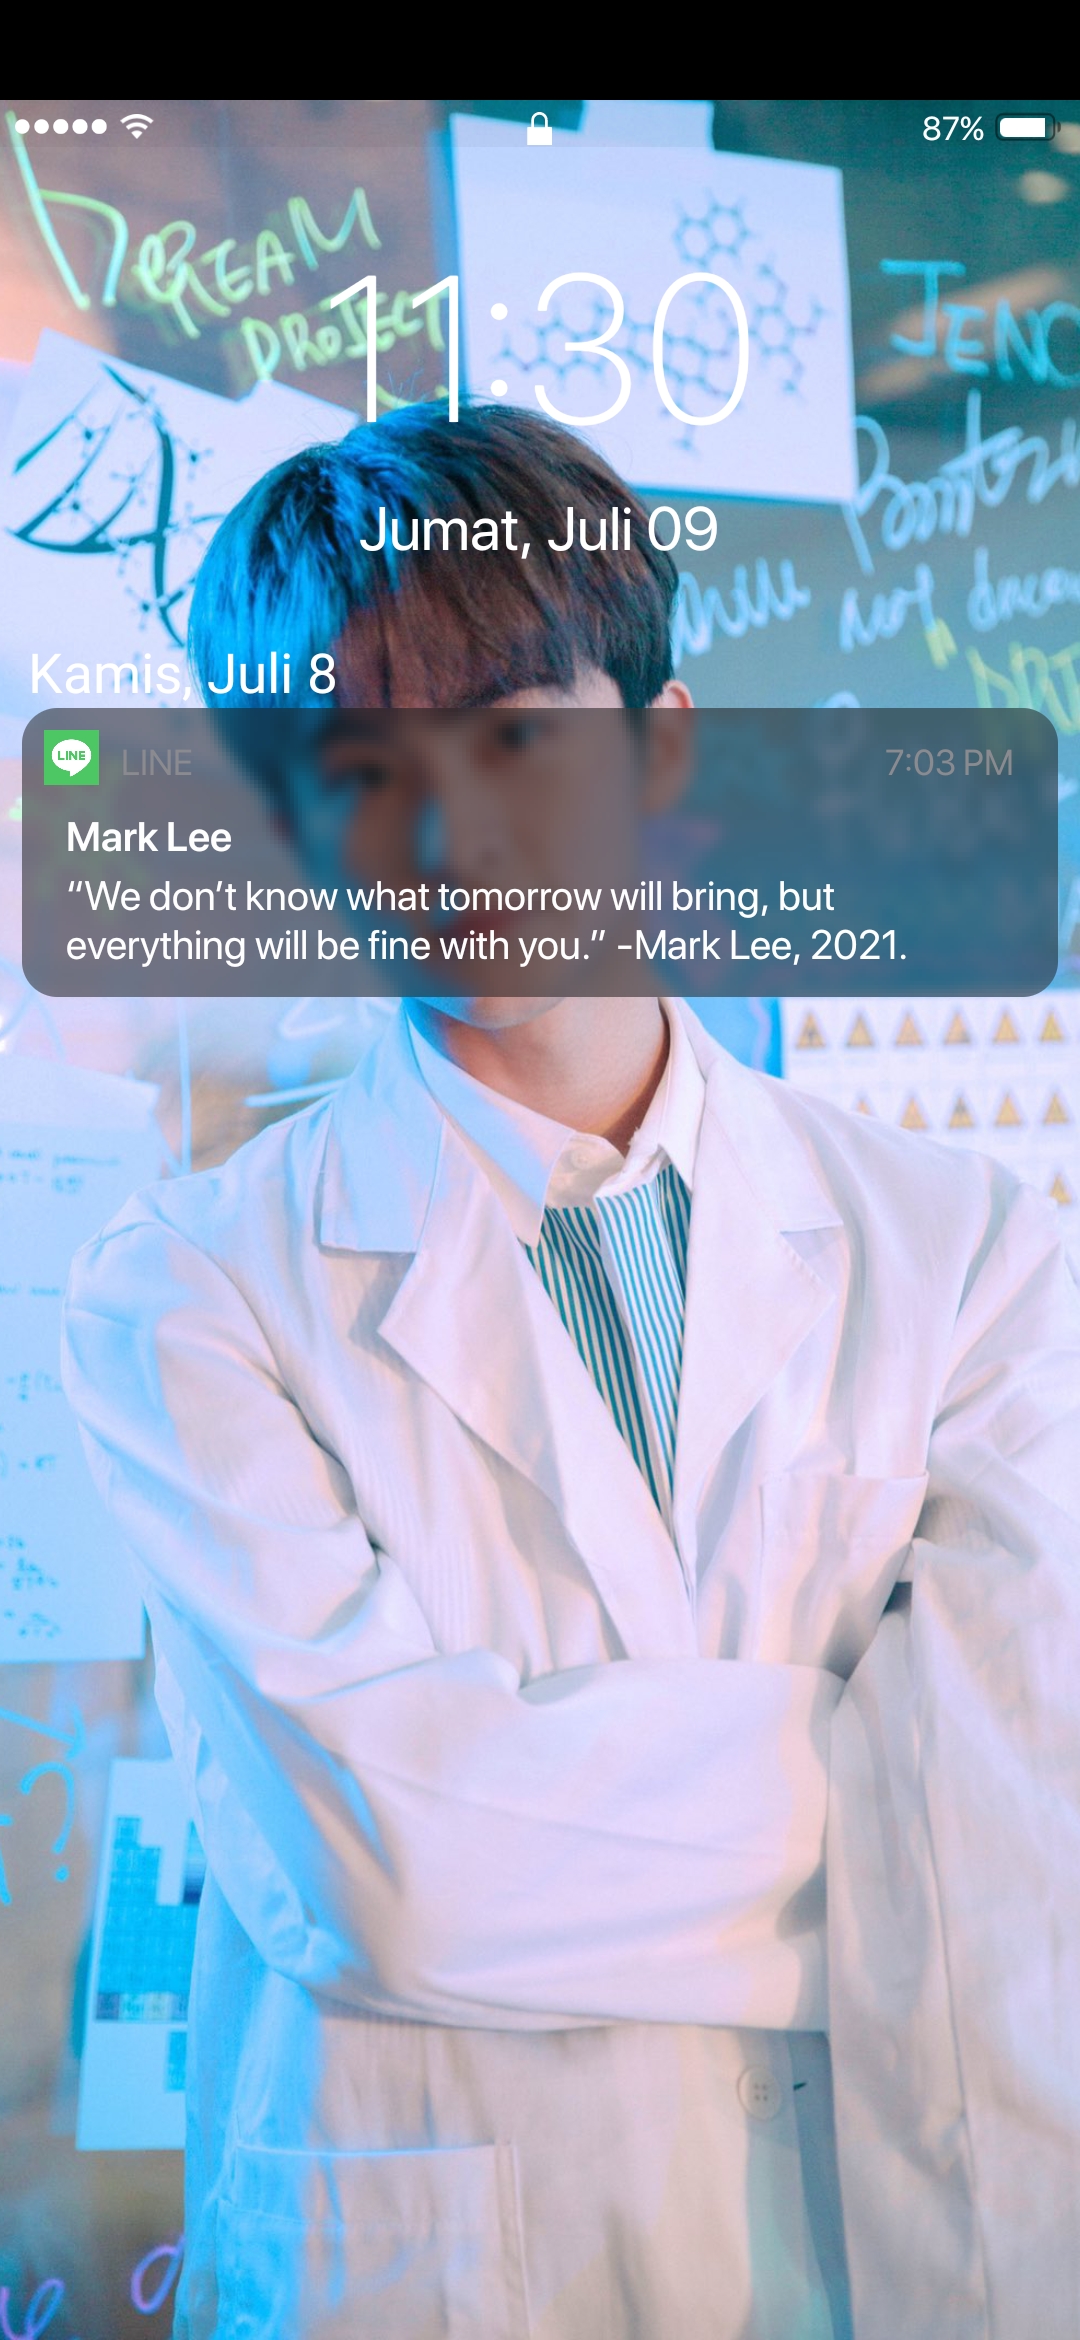 87%
DREAM
PROJECT
JENO
11:30
Jumat, Juli 09
not
Kamis, Juli 8
LINE LINE 7:03 PM
Mark Lee
“We don’t know what tomorrow will bring, but
everything will be fine with you.” -Mark Lee, 2021.
?